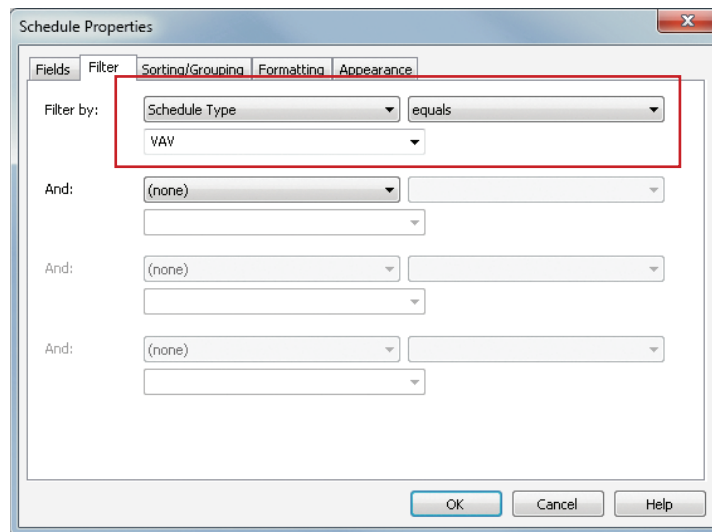 Schedule Properties
Fields Filter Sorting/Grouping Formatting Appearance
Filter by: Schedule Type equals
VAV
And: (none)
And: (none)
And: (none)
OK Cancel Help